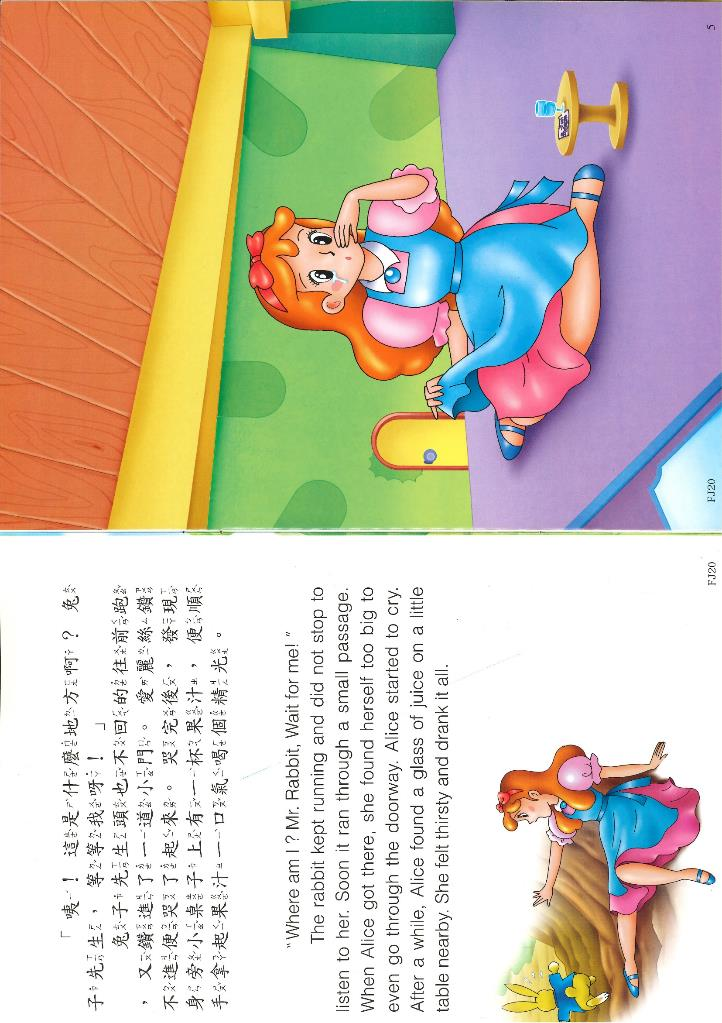 「咦!這是什麼地方啊?兔
子先生,等等我呀!」
兔子先生頭也不回的往前跑
,又鑽進了一道小門。愛麗絲鑽
不進便哭了起來。哭完後,發現
身旁小桌子上有一杯果汁,便順
手拿起果汁一口氣喝個精光。
"Where am I? Mr. Rabbit, Wait for me!"
The rabbit kept running and did not stop to
listen to her. Soon it ran through a small passage.
When Alice got there, she found herself too big to
even go through the doorway. Alice started to cry.
After a while, Alice found a glass of juice on a little
table nearby. She felt thirsty and drank it all.
FJ20
FJ20
5